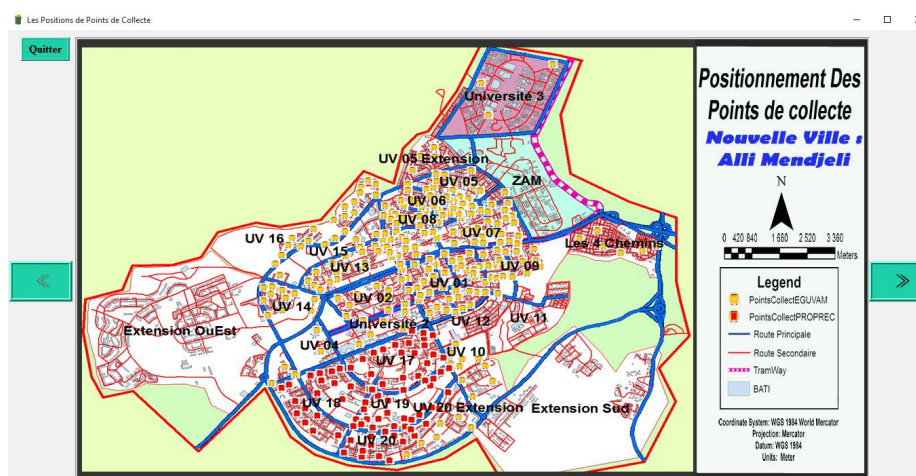 Les Positions de Points de Collecte
Quitter
Positionnement Des
Points de collecte
Nouvelle Ville :
Alli Mendjeli
N
0 420 840 1 680 2 520 3 360
Meters
Legend
PointsCollectEGUVAM
PointsCollectPROPREC
Route Principale
Route Secondaire
TramWay
BATI
Coordinate System: WGS 1984 World Mercator
Projection: Mercator
Datum: WGS 1984
Units: Meter
Université 3
UV 05 Extension
UV 05
ZAM
UV 06
UV 08
UV 07
UV 16
UV 15
Les 4 Chemins
UV 13
UV 09
UV 01
UV 02
UV 14
Extension OuEst
Université 2
UV 12
UV 11
UV 04
UV 10
UV 17
UV 18
UV 19
UV 20 Extension
Extension Sud
UV 20